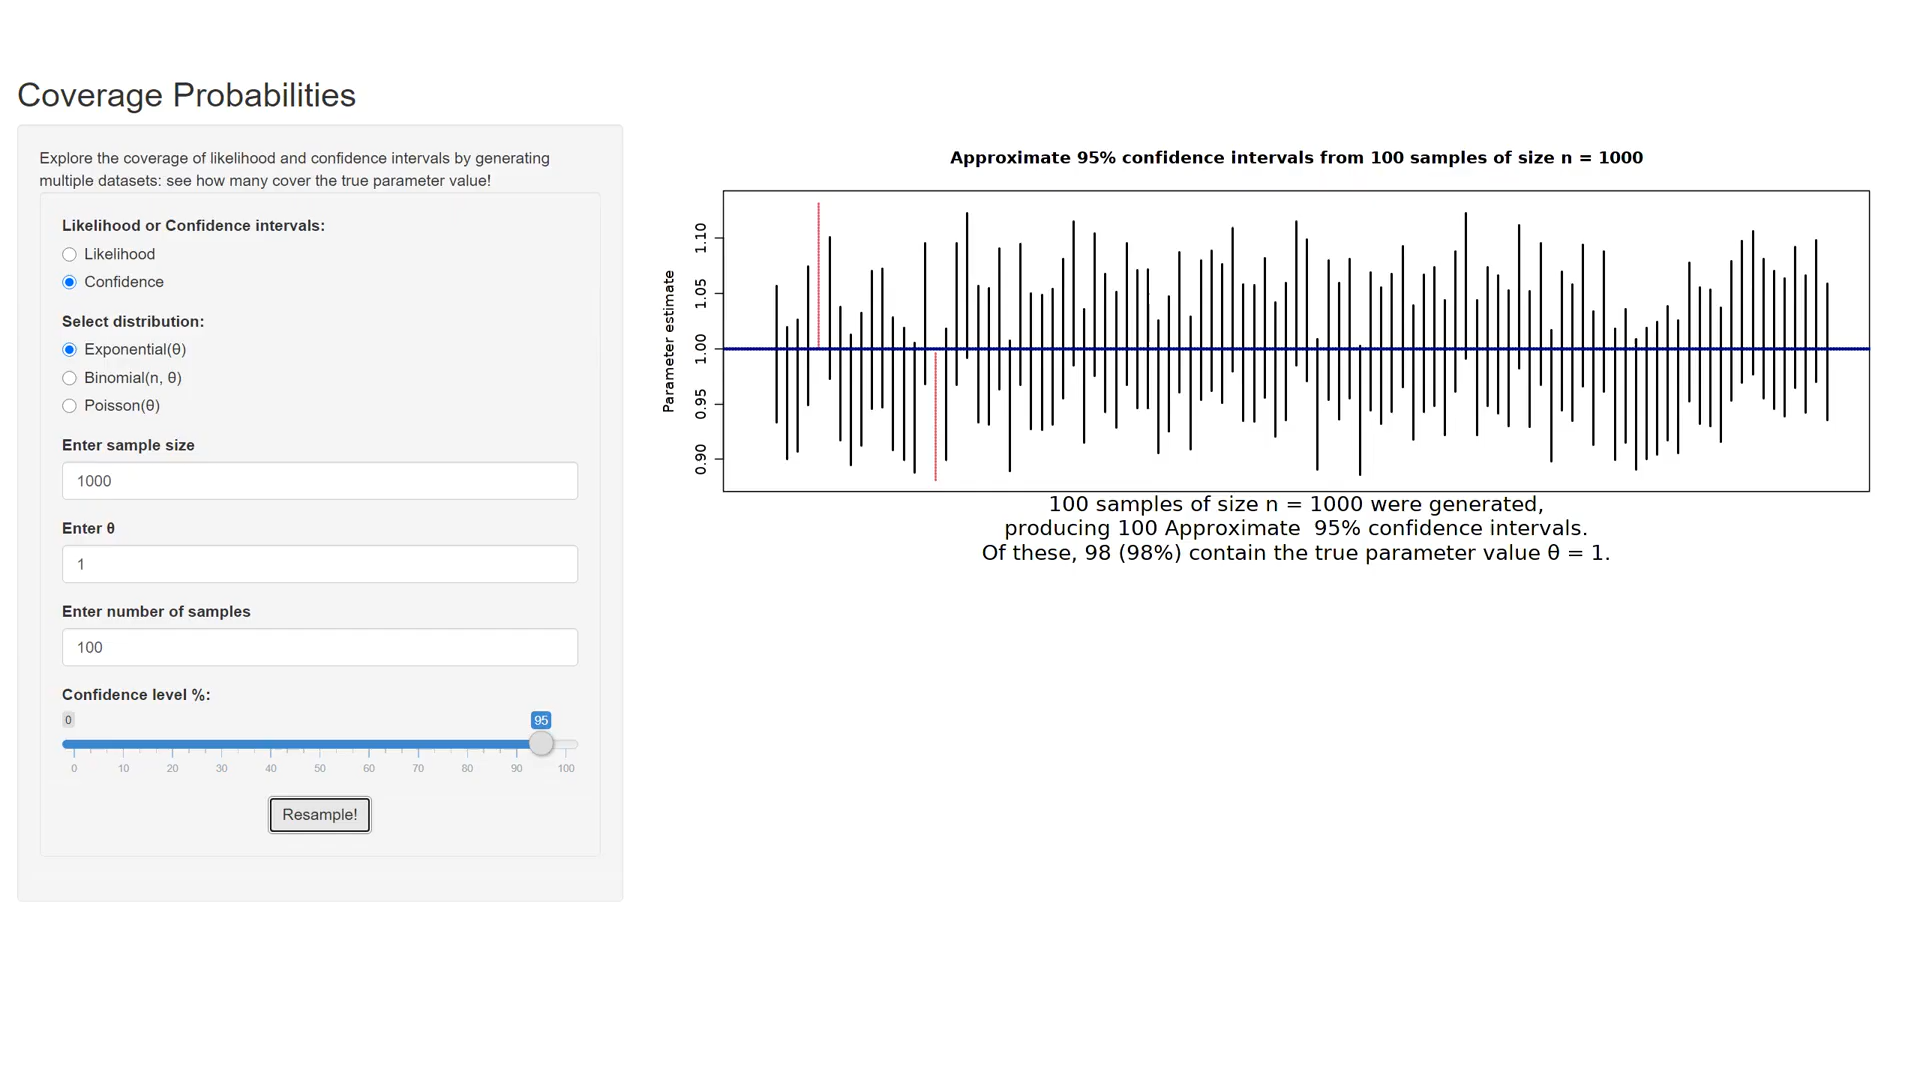 Coverage Probabilities
Explore the coverage of likelihood and confidence intervals by generating
multiple datasets: see how many cover the true parameter value!
Likelihood or Confidence intervals:
Likelihood
Confidence
Select distribution:
Exponential(θ)
Binomial(n, θ)
Poisson(θ)
Enter sample size
1000
Enter θ
1
Enter number of samples
100
Confidence level %:
0 95
0 10 20 30 40 50 60 70 80 90 100
Resample!
Approximate 95% confidence intervals from 100 samples of size n = 1000
Parameter estimate
1.10
1.05
1.00
0.95
0.90
100 samples of size n = 1000 were generated,
producing 100 Approximate  95% confidence intervals.
Of these, 98 (98%) contain the true parameter value θ = 1.